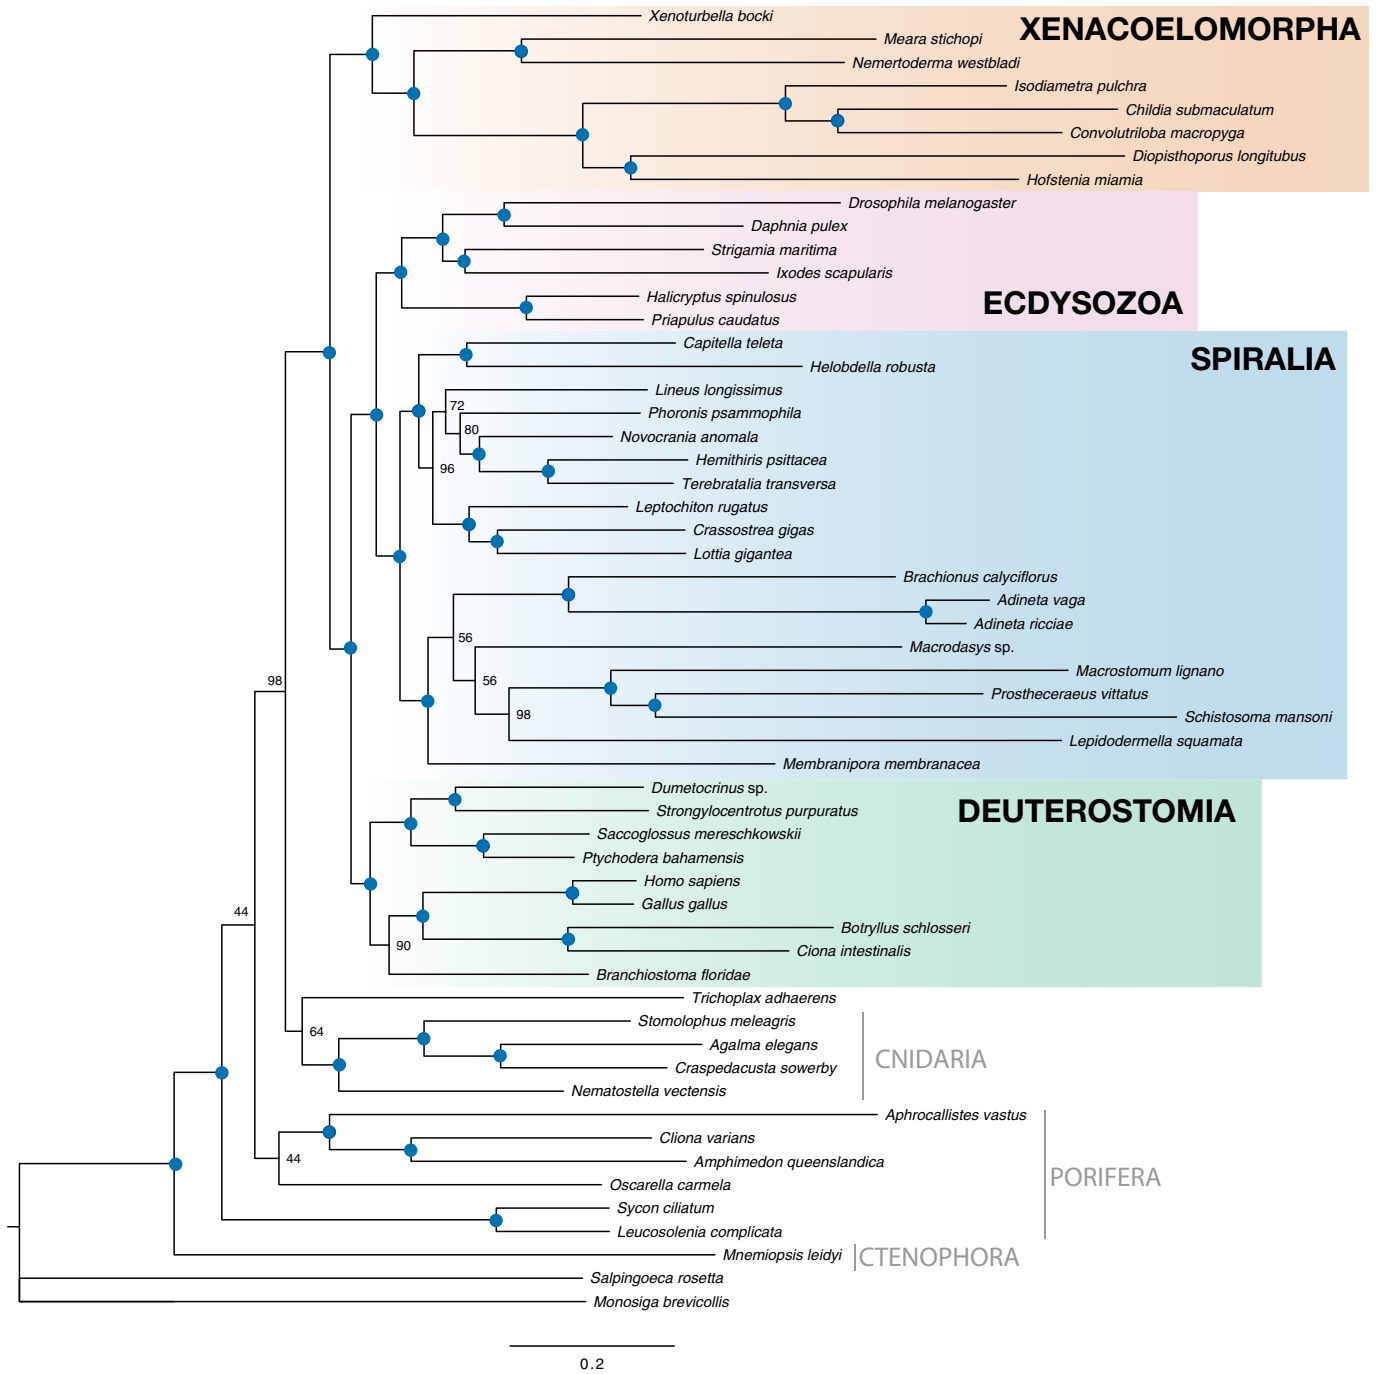 Xenoturbella bocki
XENACOELOMORPHA
Meara stichopi
Nemertoderma westbladi
Isodiametra pulchra
Childia submaculatum
Convolutriloba macropyga
Diopisthoporus longitubus
Hofstenia miamia
Drosophila melanogaster
Daphnia pulex
Strigamia maritima
Ixodes scapularis
Halicryptus spinulosus
ECDYSOZOA
Priapulus caudatus
Capitella teleta
SPIRALIA
Helobdella robusta
Lineus longissimus
72
Phoronis psammophila
80
Novocrania anomala
Hemithiris psittacea
96
Terebratalia transversa
Leptochiton rugatus
Crassostrea gigas
Lottia gigantea
Brachionus calyciflorus
Adineta vaga
Adineta ricciae
56
Macrodasys sp.
Macrostomum lignano
56
Prostheceraeus vittatus
98
Schistosoma mansoni
98
Lepidodermella squamata
Membranipora membranacea
Dumetocrinus sp.
Strongylocentrotus purpuratus
DEUTEROSTOMIA
Saccoglossus mereschkowskii
Ptychodera bahamensis
Homo sapiens
Gallus gallus
44
Botryllus schlosseri
90
Ciona intestinalis
Branchiostoma floridae
Trichoplax adhaerens
Stomolophus meleagris
64
Agalma elegans
CNIDARIA
Craspedacusta sowerby
Nematostella vectensis
Aphrocallistes vastus
Cliona varians
44
Amphimedon queenslandica
PORIFERA
Oscarella carmela
Sycon ciliatum
Leucosolenia complicata
Mnemiopsis leidyi
CTENOPHORA
Salpingoeca rosetta
Monosiga brevicollis
0.2